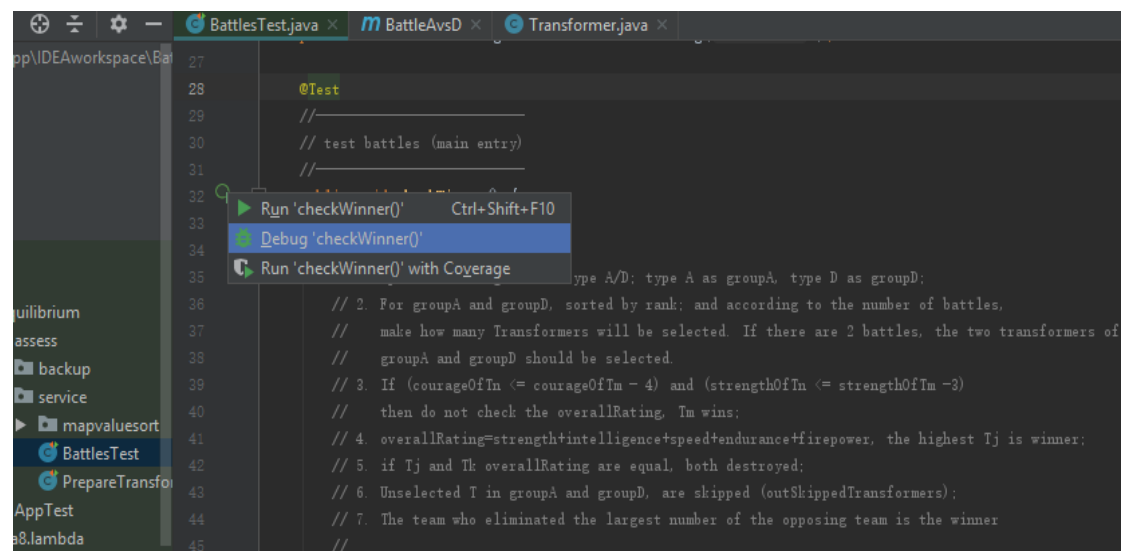 BattlesTest.java
BattleAvsD
Transformer.java
pp\IDEAworkspace\Bat
27
28 @Test
29 //
30 // test battles (main entry)
31 //
32
Run 'checkWinner()' Ctrl+Shift+F10
33
Debug 'checkWinner()'
34
Run 'checkWinner()' with Coverage
35 ype A/D; type A as groupA, type D as groupD;
36 // 2. For groupA and groupD, sorted by rank; and according to the number of battles,
37 // make how many Transformers will be selected. If there are 2 battles, the two transformers of
38 // groupA and groupD should be selected.
39 // 3. If (courageOfTn <= courageOfTm - 4) and (strengthOfTn <= strengthOfTm -3)
40 // then do not check the overallRating, Tm wins;
41 // 4. overallRating=strength+intelligence+speed+endurance+firepower, the highest Tj is winner;
42 // 5. if Tj and Tk overallRating are equal, both destroyed;
43 // 6. Unselected T in groupA and groupD, are skipped (outSkippedTransformers);
44 // 7. The team who eliminated the largest number of the opposing team is the winner
45 //
uilibrium
assess
backup
service
mapvaluesort
BattlesTest
PrepareTransfo
AppTest
a8.lambda